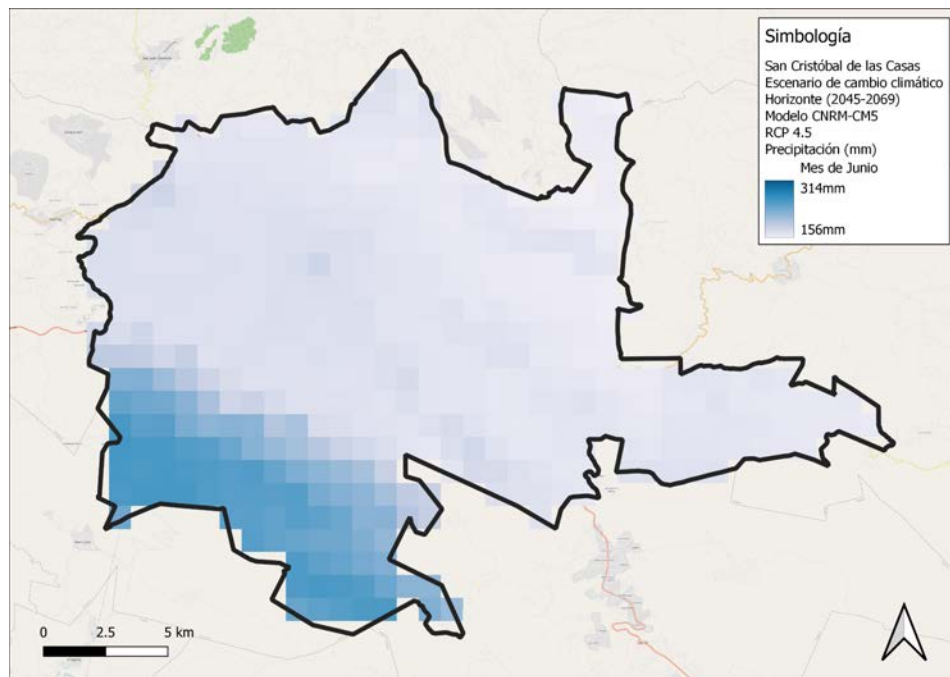 Simbología
San Cristóbal de las Casas
Escenario de cambio climático
Horizonte (2045-2069)
Modelo CNRM-CM5
RCP 4.5
Precipitación (mm)
Mes de Junio
314mm
156mm
0 2.5 5 km